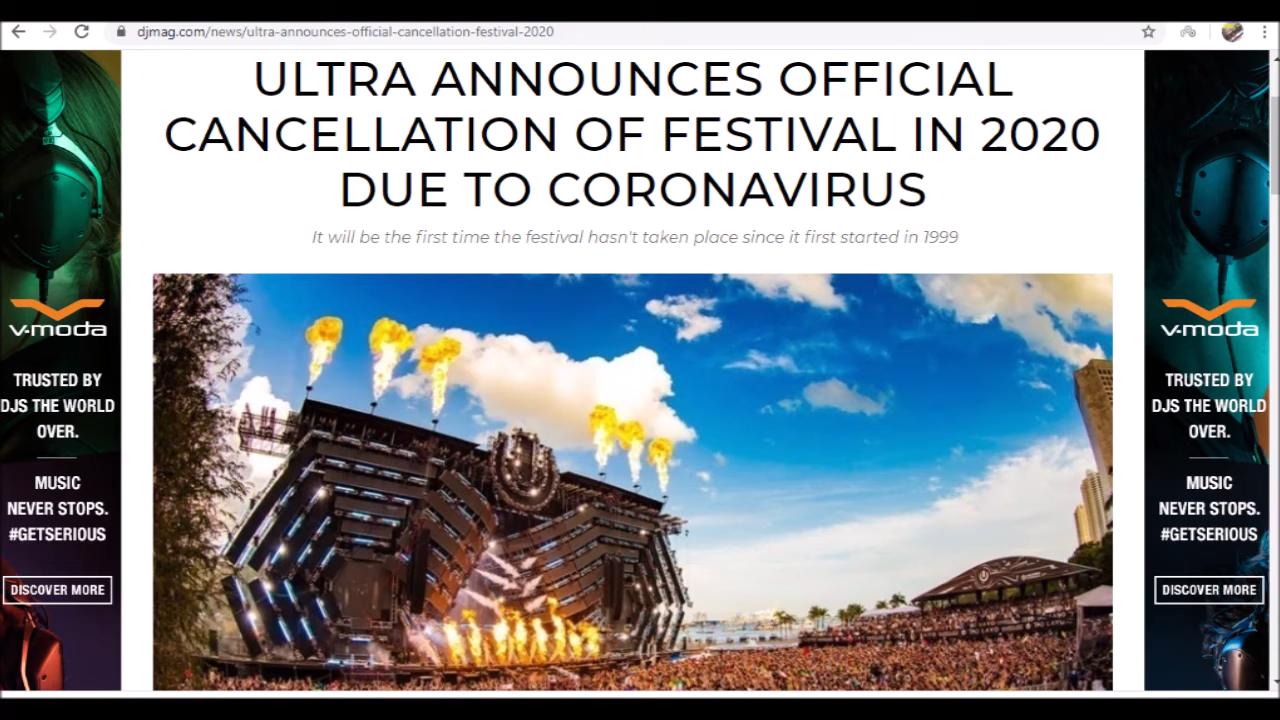 djmag.com/news/ultra-announces-official-cancellation-festival-2020
ULTRA ANNOUNCES OFFICIAL
CANCELLATION OF FESTIVAL IN 2020
DUE TO CORONAVIRUS
It will be the first time the festival hasn't taken place since it first started in 1999
v-moda
TRUSTED BY
DJS THE WORLD
OVER.
MUSIC
NEVER STOPS.
#GETSERIOUS
DISCOVER MORE
v-moda
TRUSTED BY
DJS THE WORLD
OVER.
MUSIC
NEVER STOPS.
#GETSERIOUS
DISCOVER MORE